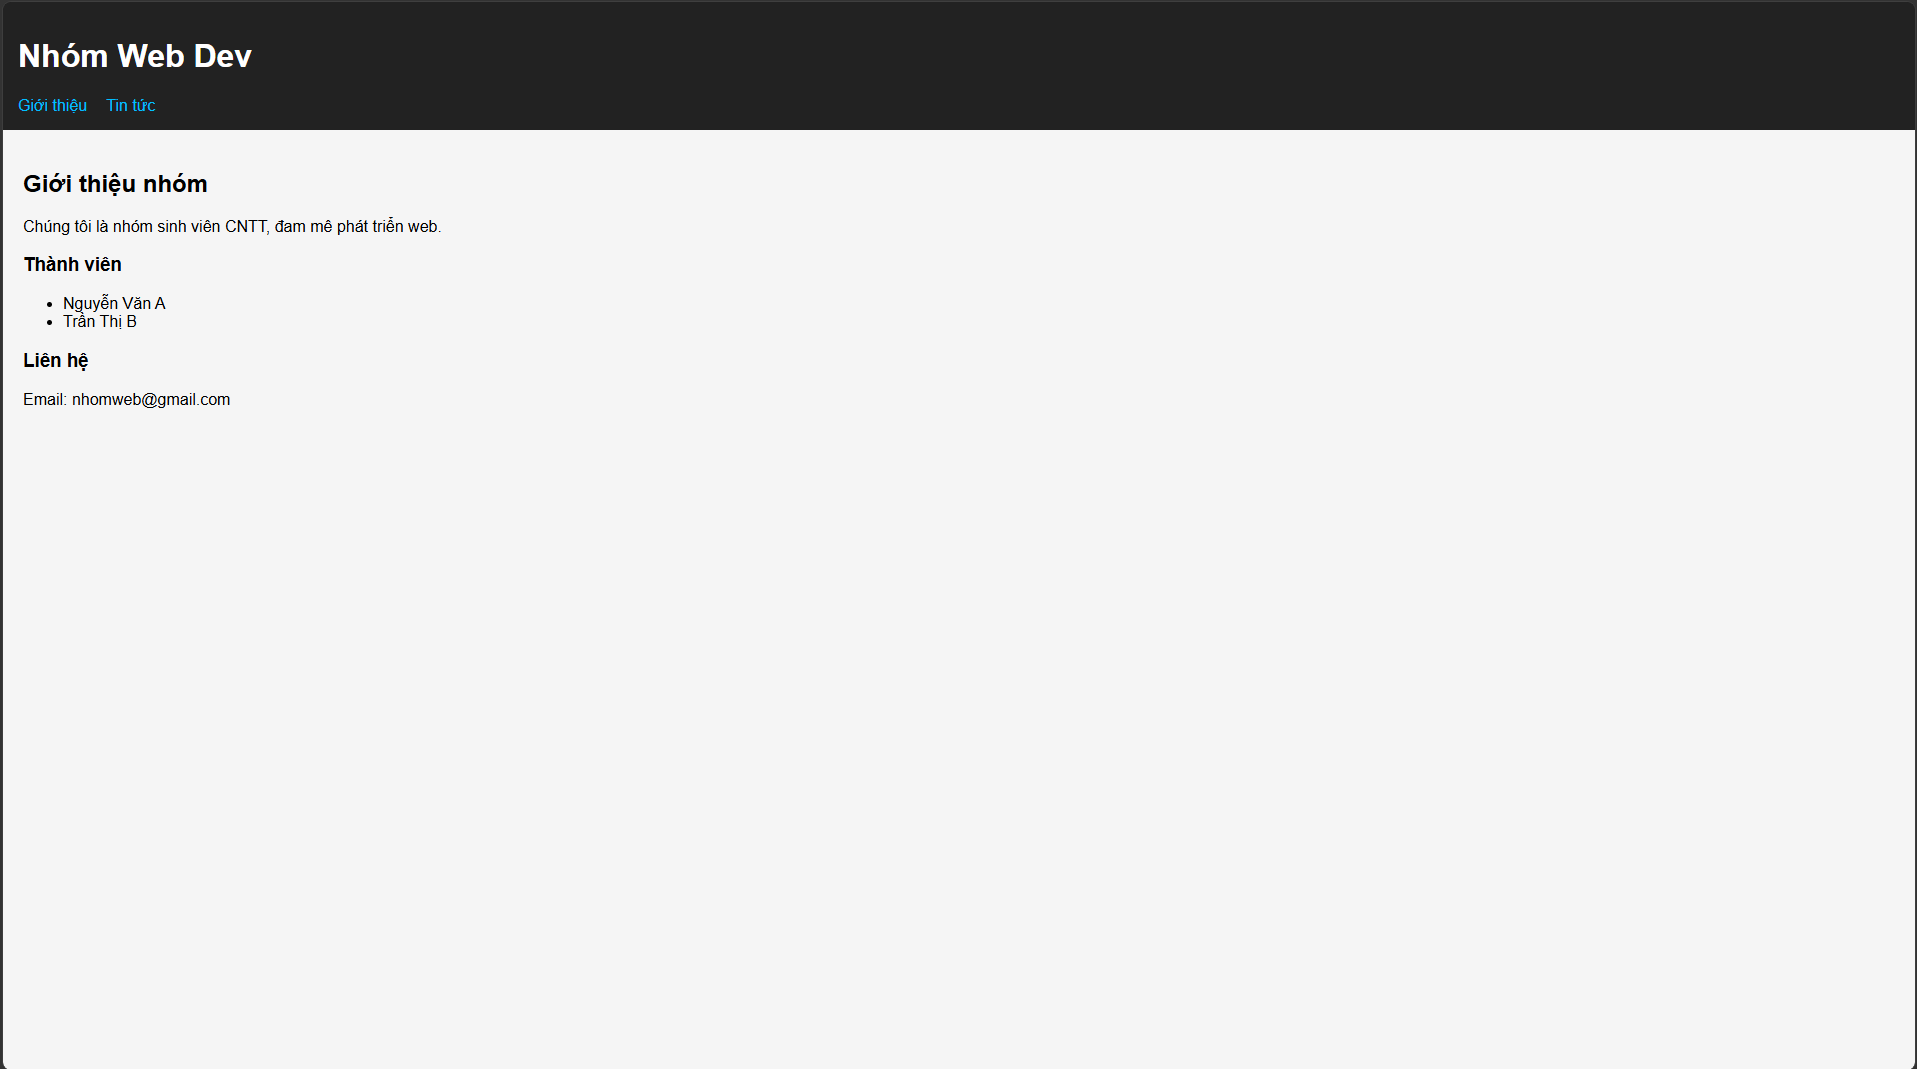 Nhóm Web Dev
Giới thiệu Tin tức
Giới thiệu nhóm
Chúng tôi là nhóm sinh viên CNTT, đam mê phát triển web.
Thành viên
Nguyễn Văn A
Trần Thị B
Liên hệ
Email: nhomweb@gmail.com